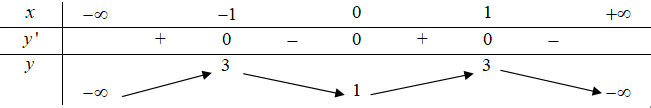 x −∞ −1 0 1 +∞
y' + 0 − 0 + 0 −
y 3 3
−∞ 1 −∞